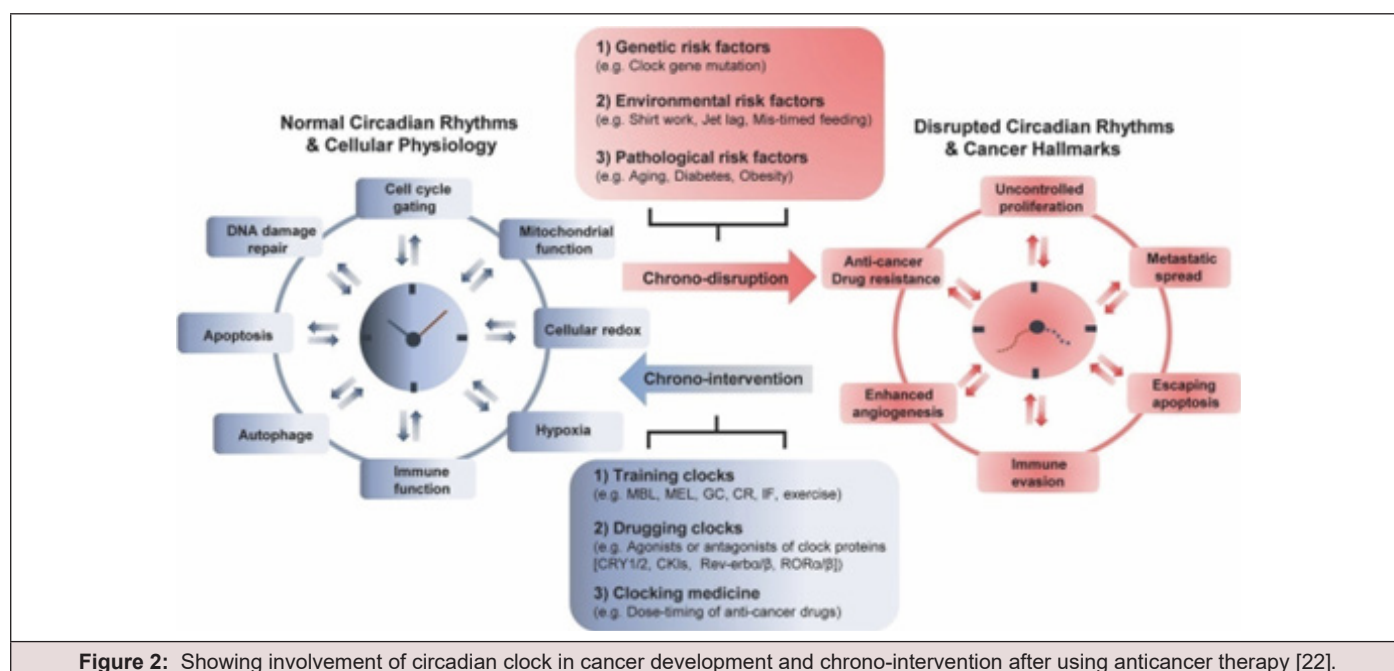 1) Genetic risk factors
(e.g. Clock gene mutation)
2) Environmental risk factors
(e.g. Shirt work, Jet lag, Mis-timed feeding)
3) Pathological risk factors
(e.g. Aging, Diabetes, Obesity)
Normal Circadian Rhythms
& Cellular Physiology
Cell cycle
gating
DNA damage
repair
Mitochondrial
function
Apoptosis
Cellular redox
Autophage
Hypoxia
Immune
function
Chrono-disruption
Chrono-intervention
Disrupted Circadian Rhythms
& Cancer Hallmarks
Uncontrolled
proliferation
Anti-cancer
Drug resistance
Metastatic
spread
Enhanced
angiogenesis
Escaping
apoptosis
Immune
evasion
1) Training clocks
(e.g. MBL, MEL, GC, CR, IF, exercise)
2) Drugging clocks
(e.g. Agonists or antagonists of clock proteins
[CRY1/2, CKIs, Rev-erbα/β, RORα/β])
3) Clocking medicine
(e.g. Dose-timing of anti-cancer drugs)
Figure 2: Showing involvement of circadian clock in cancer development and chrono-intervention after using anticancer therapy [22].